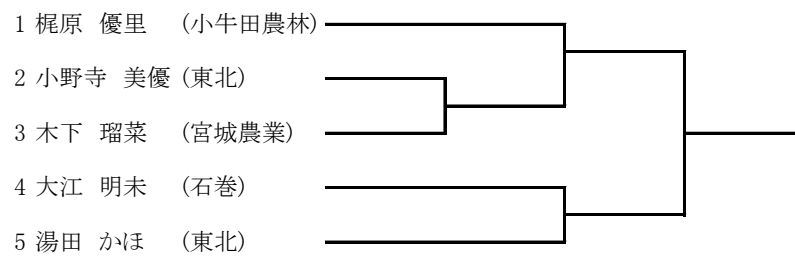 1 梶原　優里　(小牛田農林)
2 小野寺　美優 (東北)
3 木下　瑠菜　(宮城農業)
4 大江　明未　(石巻)
5 湯田　かほ　(東北)